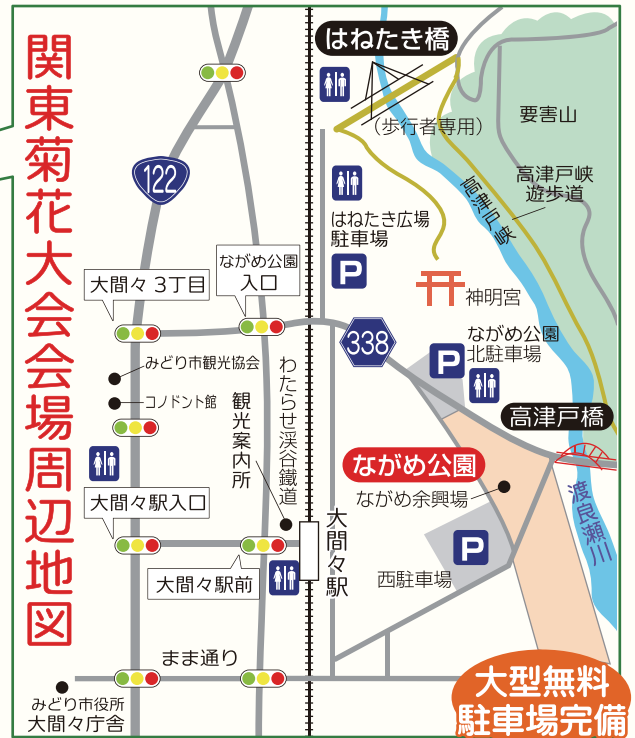 関東菊花大会会場周辺地図
はねたき橋
(歩行者専用)
要害山
122
高津戸峡
高津戸峡
遊歩道
はねたき広場
駐車場
P
ながめ公園
入口
大間々 3丁目
神明宮
338
ながめ公園
北駐車場
P
みどり市観光協会
コノドント館
わたらせ渓谷鐵道
観光案内所
高津戸橋
ながめ公園
ながめ余興場
渡良瀬川
大間々駅入口
大間々駅
P
西駐車場
大間々駅前
まま通り
みどり市役所
大間々庁舎
大型無料
駐車場完備